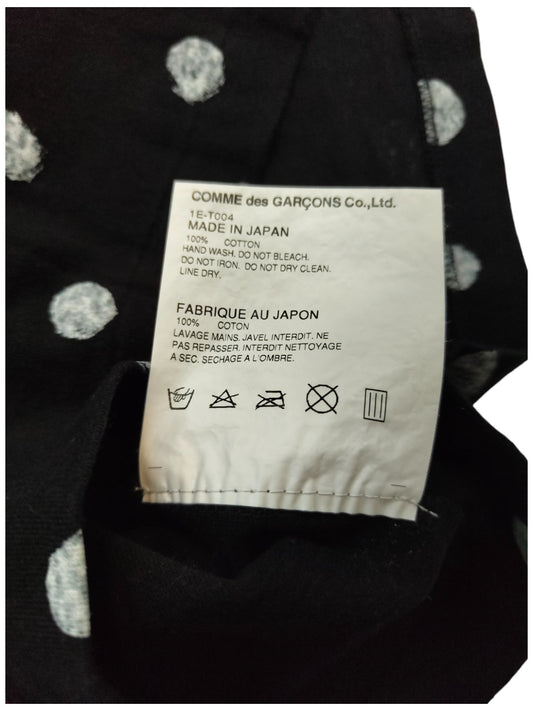 COMME des GARÇONS Co.,Ltd.
1E-T004
MADE IN JAPAN
100% COTTON
HAND WASH. DO NOT BLEACH.
DO NOT IRON. DO NOT DRY CLEAN.
LINE DRY.
FABRIQUE AU JAPON
100% COTON
LAVAGE MAINS. JAVEL INTERDIT. NE
PAS REPASSER. INTERDIT NETTOYAGE
A SEC. SECHAGE A L'OMBRE.